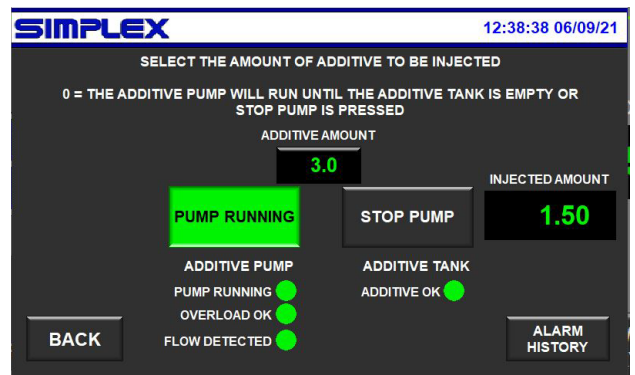 SIMPLEX
12:38:38 06/09/21
SELECT THE AMOUNT OF ADDITIVE TO BE INJECTED
0 = THE ADDITIVE PUMP WILL RUN UNTIL THE ADDITIVE TANK IS EMPTY OR
STOP PUMP IS PRESSED
ADDITIVE AMOUNT
3.0
INJECTED AMOUNT
PUMP RUNNING
STOP PUMP
1.50
ADDITIVE PUMP
ADDITIVE TANK
PUMP RUNNING
ADDITIVE OK
OVERLOAD OK
FLOW DETECTED
BACK
ALARM
HISTORY